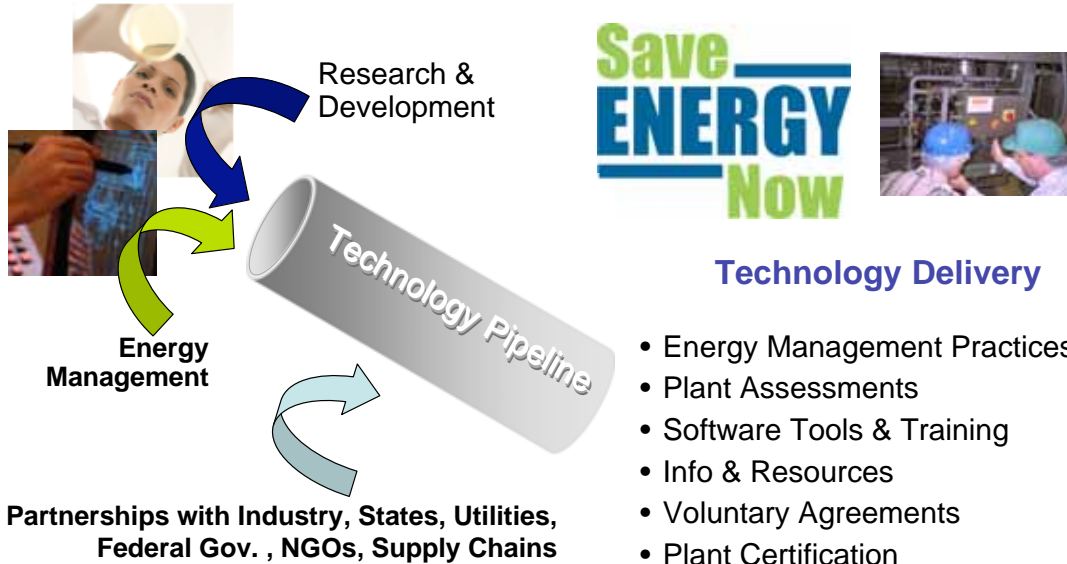 Research &
Development
Save
ENERGY
Now
Technology Pipeline
Energy
Management
Partnerships with Industry, States, Utilities,
Federal Gov. , NGOs, Supply Chains
Technology Delivery
• Energy Management Practices
• Plant Assessments
• Software Tools & Training
• Info & Resources
• Voluntary Agreements
• Plant Certification